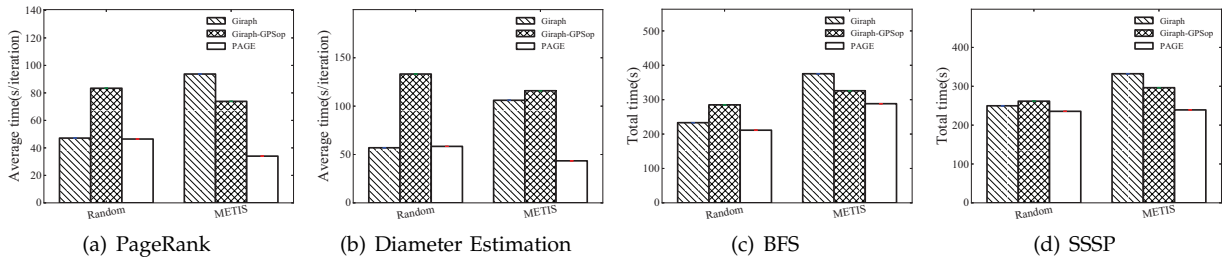 140
120
100
80
60
40
20
0
Average time(s/iteration)
Giraph
Giraph-GPSop
PAGE
Random
METIS
(a) PageRank
150
100
50
0
Average time(s/iteration)
Giraph
Giraph-GPSop
PAGE
Random
METIS
(b) Diameter Estimation
500
400
300
200
100
0
Total time(s)
Giraph
Giraph-GPSop
PAGE
Random
METIS
(c) BFS
400
300
200
100
0
Total time(s)
Giraph
Giraph-GPSop
PAGE
Random
METIS
(d) SSSP